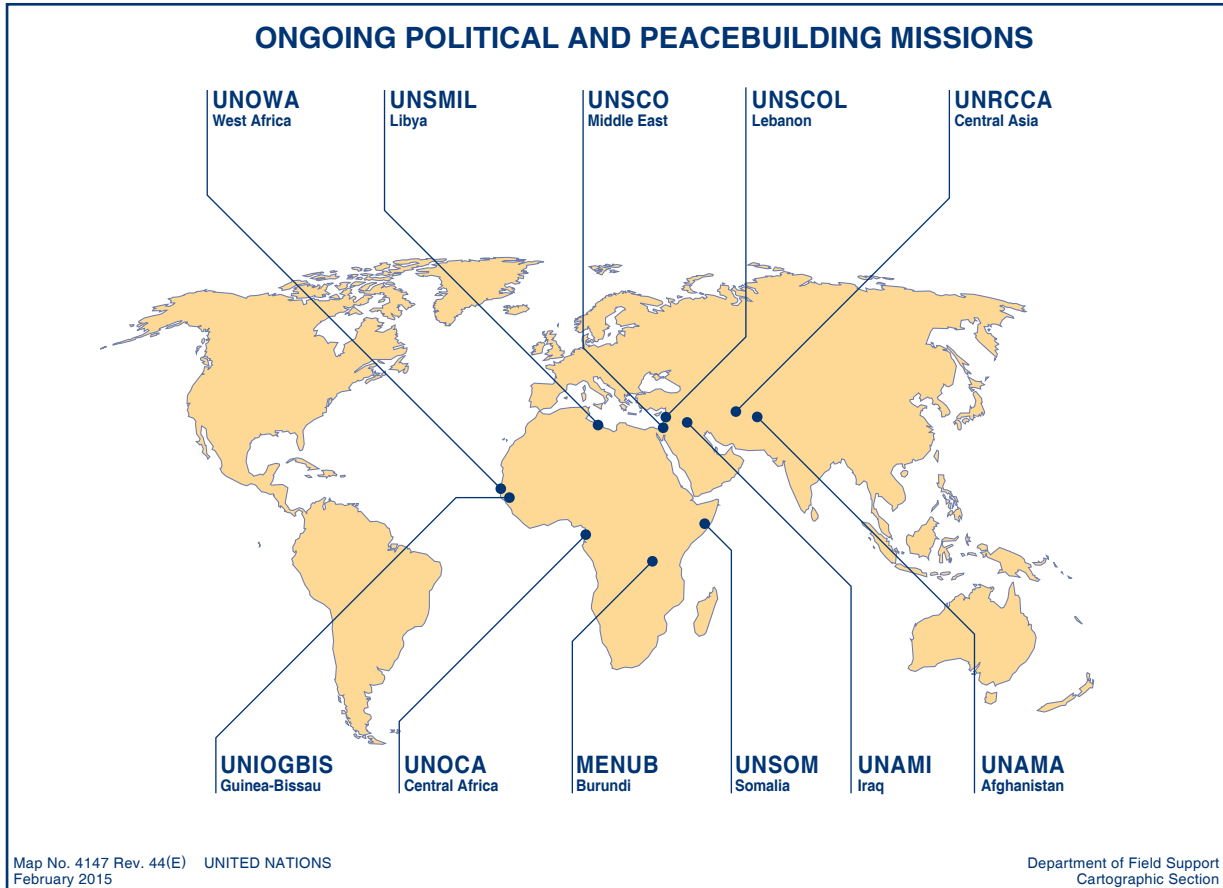 ONGOING POLITICAL AND PEACEBUILDING MISSIONS
UNOWA
West Africa
UNSMIL
Libya
UNSCO
Middle East
UNSCOL
Lebanon
UNRCCA
Central Asia
UNIOGBIS
Guinea-Bissau
UNOCA
Central Africa
MENUB
Burundi
UNSOM
Somalia
UNAMI
Iraq
UNAMA
Afghanistan
Map No. 4147 Rev. 44(E) UNITED NATIONS
February 2015
Department of Field Support
Cartographic Section